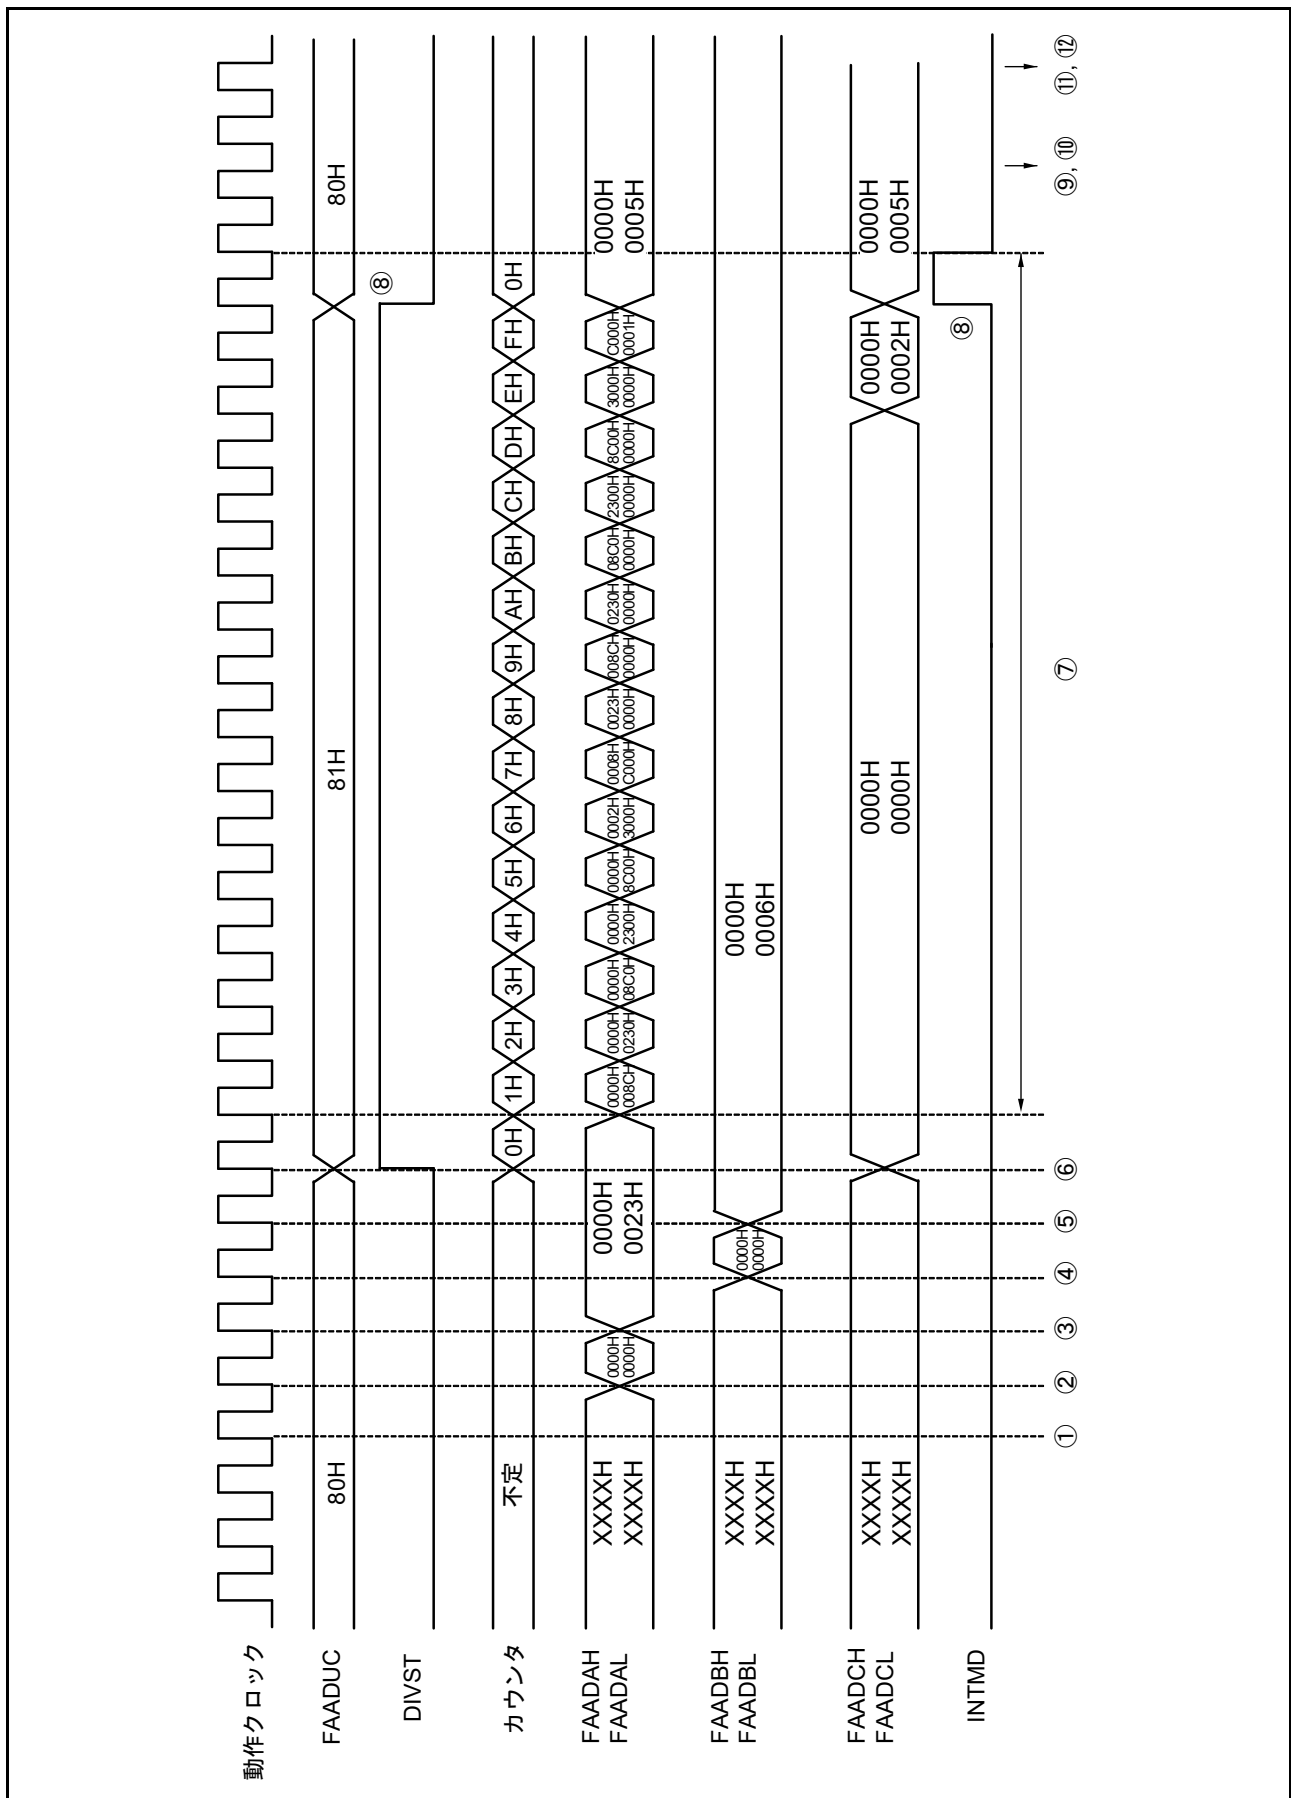 動作クロック
FAADUC
80H
81H
80H
DIVST
⑧
カウンタ
不定
0H
1H
2H
3H
4H
5H
6H
7H
8H
9H
AH
BH
CH
DH
EH
FH
0H
FAADAH
FAADAL
XXXXH
XXXXH
0000H
0000H
0000H
0023H
0000H
008CH
0000H
0230H
0000H
08C0H
0000H
2300H
0000H
8C00H
0002H
3000H
0008H
C000H
0023H
0000H
008CH
0000H
0230H
0000H
08C0H
0000H
2300H
0000H
8C00H
0000H
3000H
0000H
C000H
0001H
0000H
0005H
FAADBH
FAADBL
XXXXH
XXXXH
0000H
0000H
0000H
0006H
FAADCH
FAADCL
XXXXH
XXXXH
0000H
0000H
0000H
0002H
0000H
0005H
INTMD
⑧
①
②
③
④
⑤
⑥
⑦
⑨, ⑩
⑪, ⑫